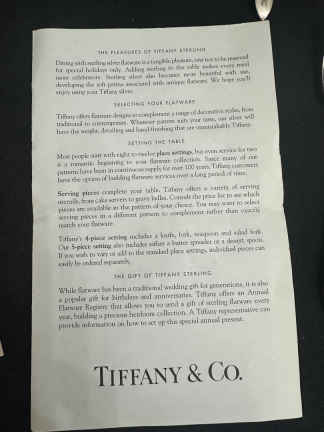 THE PLEASURES OF TIFFANY STERLING
Dining with sterling silver flatware is a tangible pleasure, one not to be reserved
for special holidays only. Adding sterling to the table makes every meal
more celebratory. Sterling silver also becomes more beautiful with use,
developing the soft patina associated with antique flatware. We hope you'll
enjoy using your Tiffany silver.
SELECTING YOUR FLATWARE
Tiffany offers flatware designs to complement a range of decorative styles, from
traditional to contemporary. Whatever pattern suits your taste, our silver will
have the weight, detailing and hand-finishing that are unmistakably Tiffany.
SETTING THE TABLE
Most people start with eight to twelve place settings, but even service for two
is a romantic beginning to your flatware collection. Since many of our
patterns have been in continuous supply for over 100 years, Tiffany customers
have the option of building flatware services over a long period of time.
Serving pieces complete your table. Tiffany offers a variety of serving
utensils, from cake servers to gravy ladles. Consult the price list to see which
pieces are available in the pattern of your choice. You may want to select
serving pieces in a different pattern to complement rather than exactly
match your flatware.
Tiffany's 4-piece setting includes a knife, fork, teaspoon and salad fork.
Our 5-piece setting also includes either a butter spreader or a dessert spoon.
If you wish to vary or add to the standard place settings, individual pieces can
easily be ordered separately.
THE GIFT OF TIFFANY STERLING
While flatware has been a traditional wedding gift for generations, it is also
a popular gift for birthdays and anniversaries. Tiffany offers an Annual
Flatware Registry that allows you to send a gift of sterling flatware every
year, building a precious heirloom collection. A Tiffany representative can
provide information on how to set up this special annual present.
TIFFANY & CO.